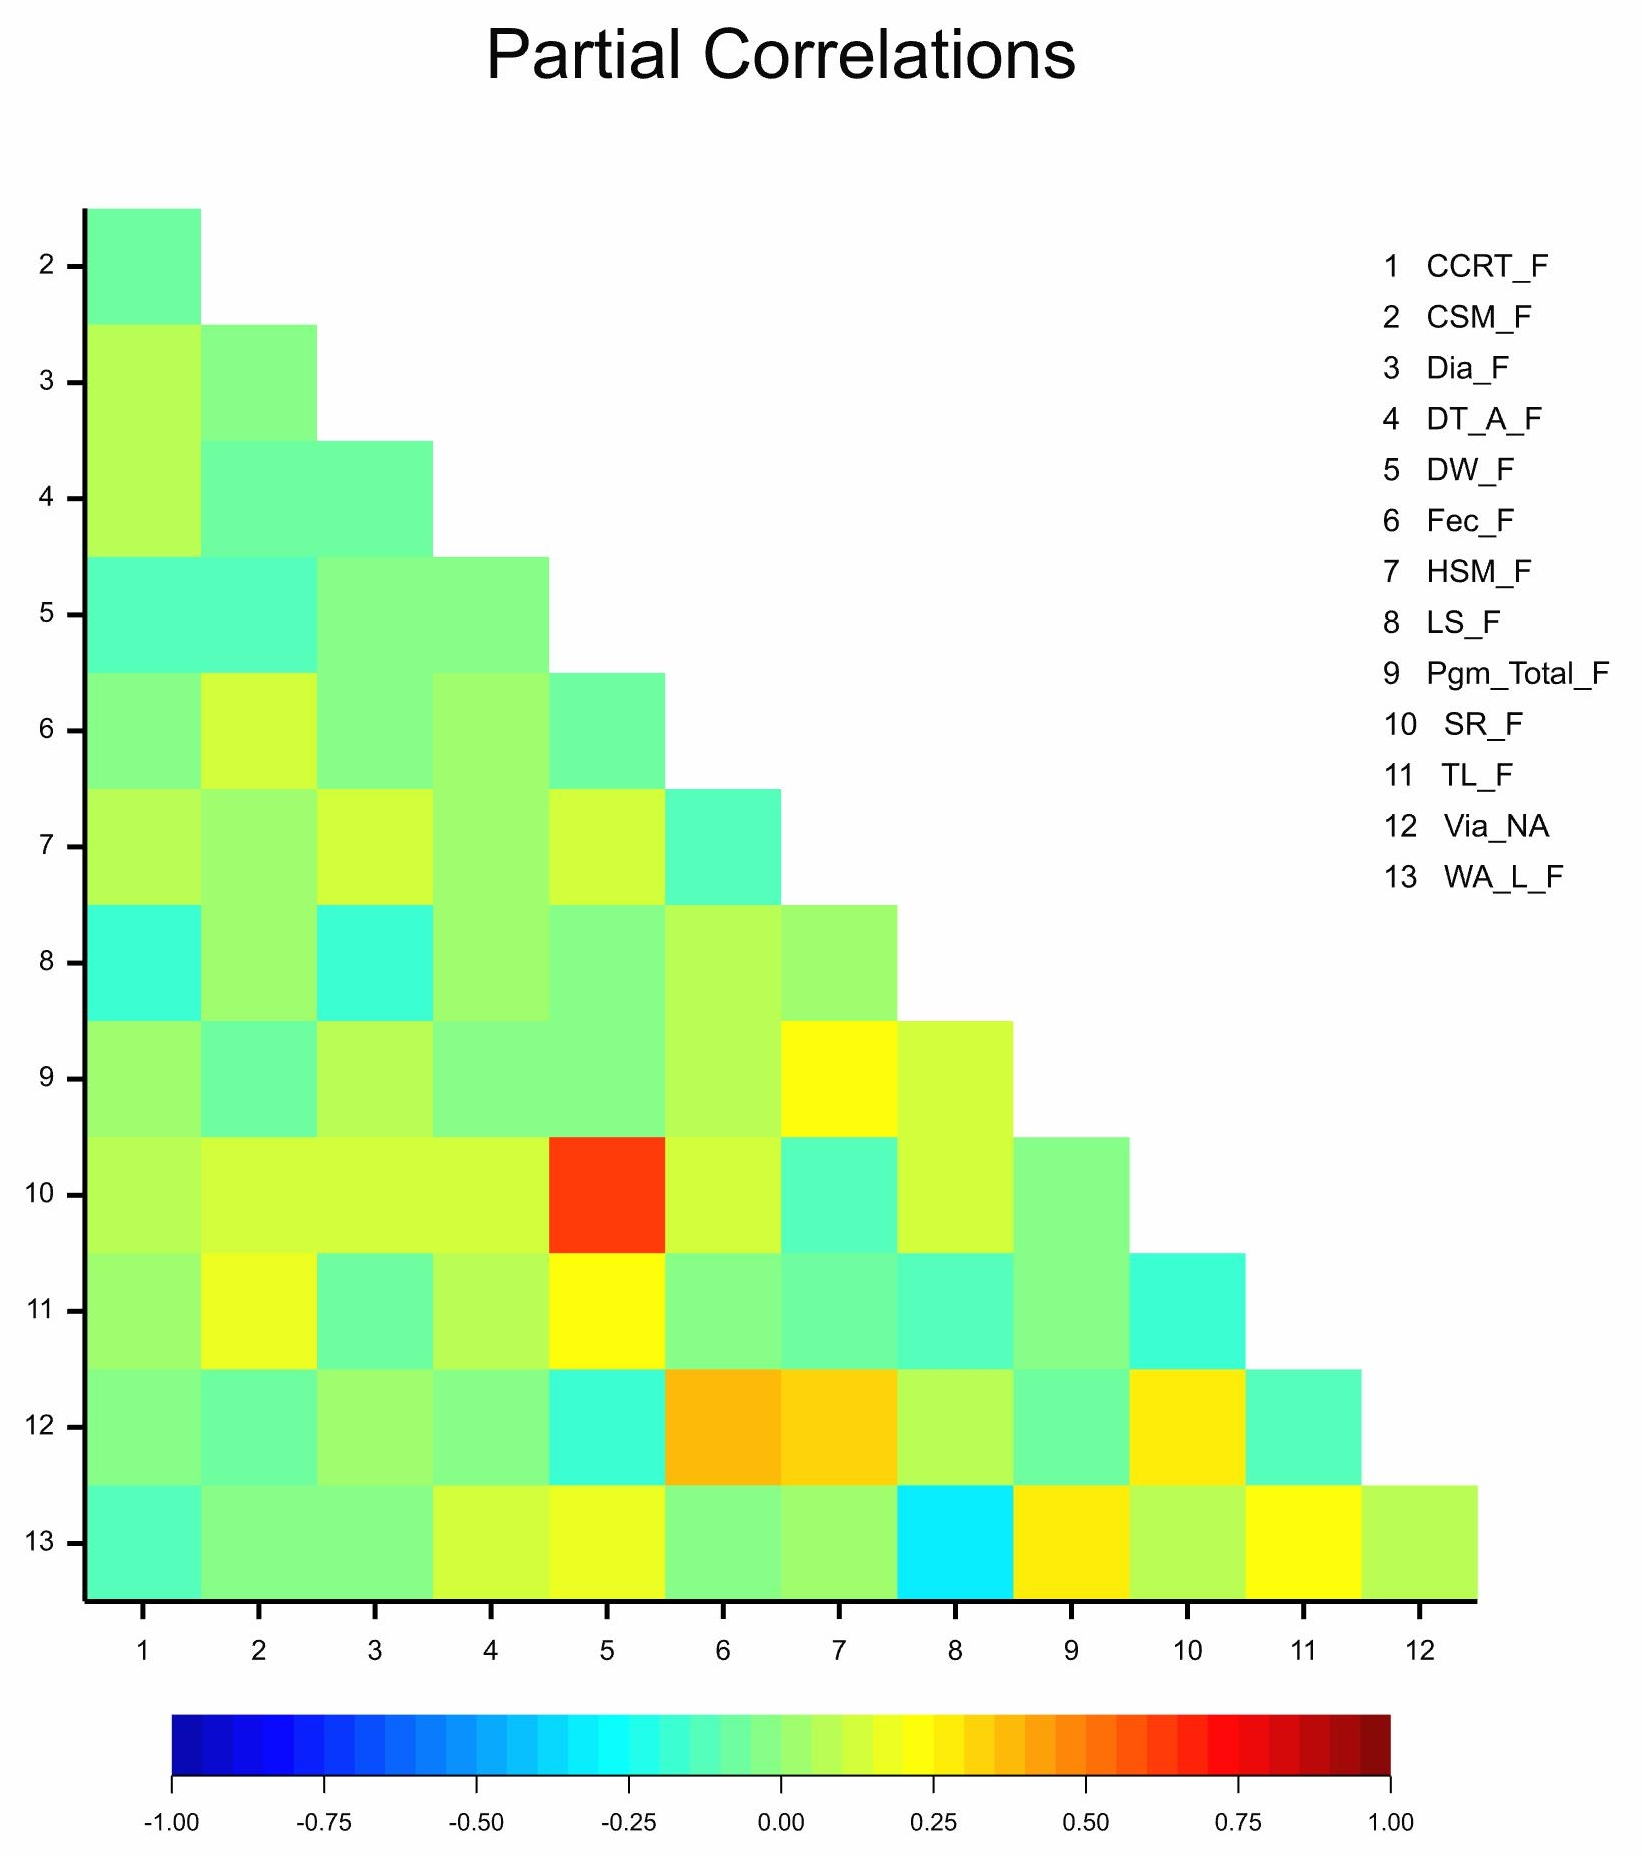 Partial Correlations
2
3
4
5
6
7
8
9
10
11
12
13
1 CCRT_F
2 CSM_F
3 Dia_F
4 DT_A_F
5 DW_F
6 Fec_F
7 HSM_F
8 LS_F
9 Pgm_Total_F
10 SR_F
11 TL_F
12 Via_NA
13 WA_L_F
1 2 3 4 5 6 7 8 9 10 11 12
-1.00 -0.75 -0.50 -0.25 0.00 0.25 0.50 0.75 1.00